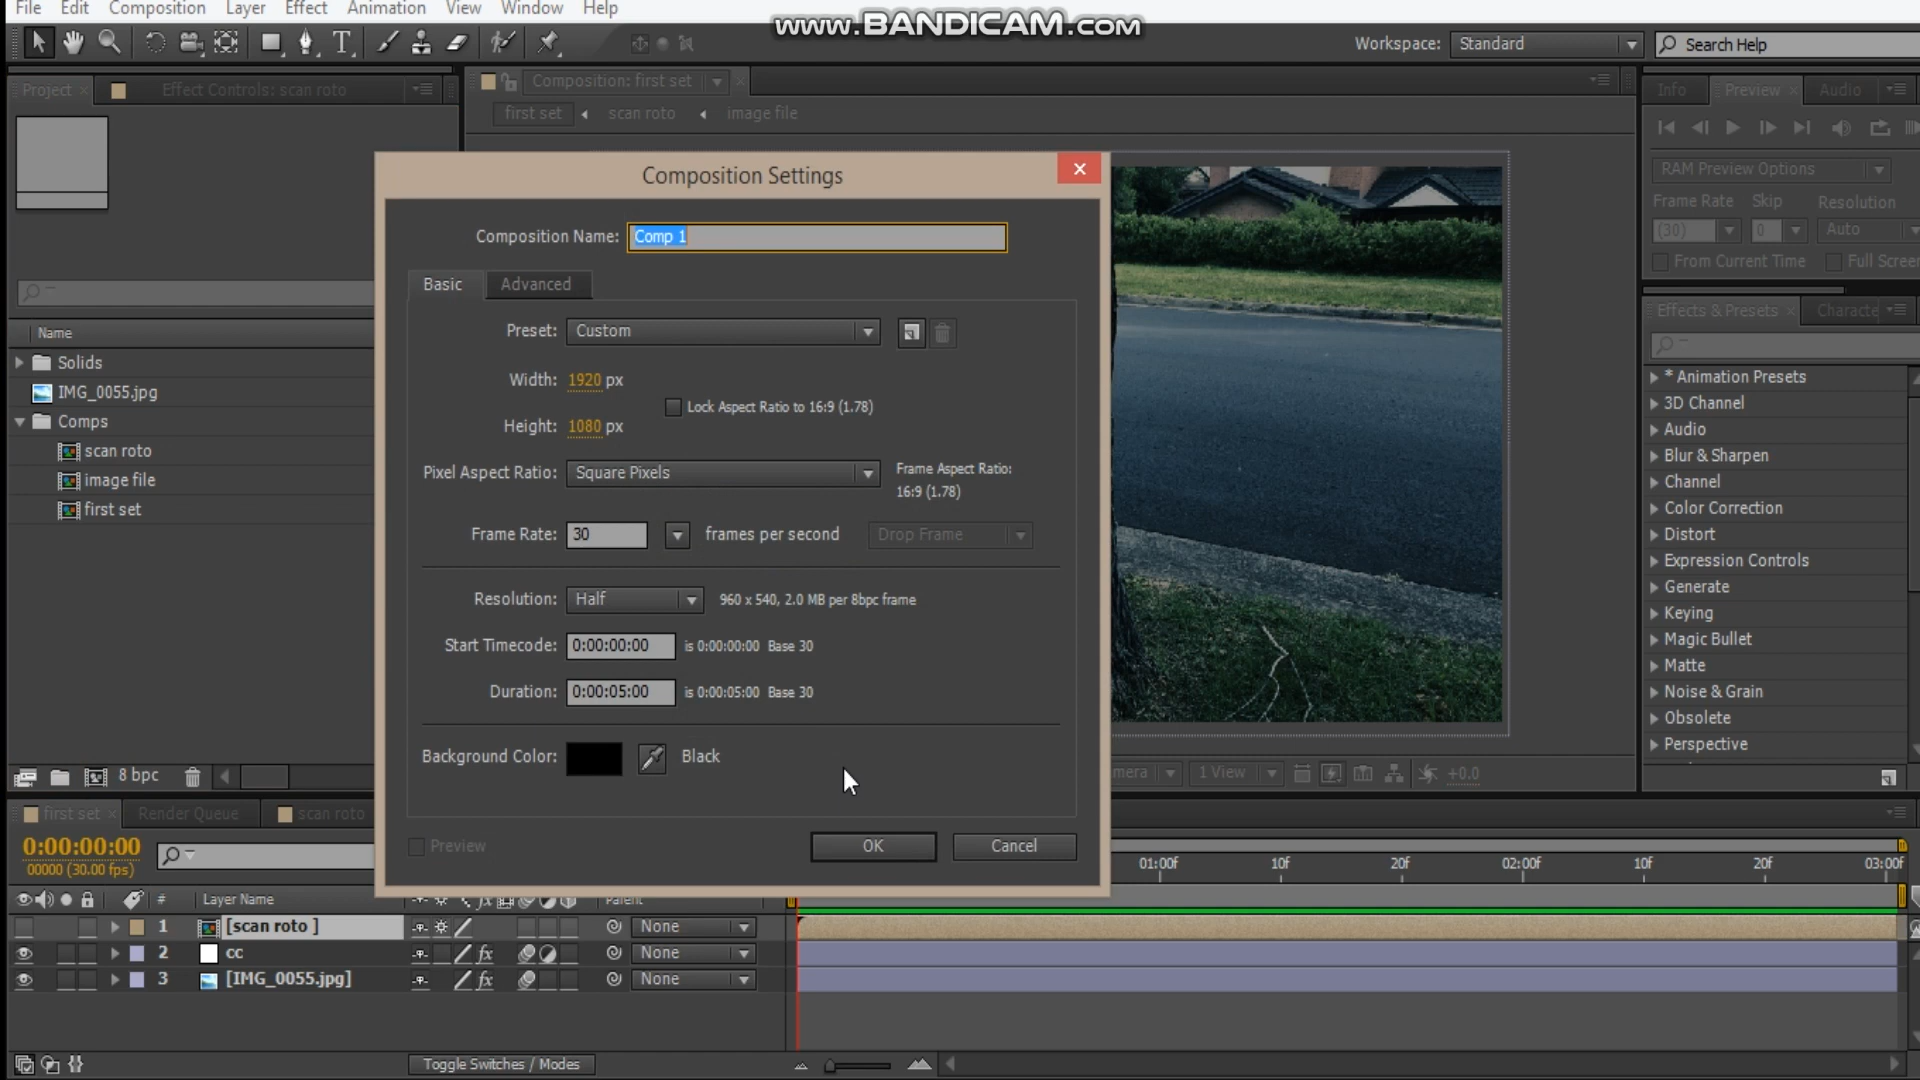 File Edit Composition Layer Effect Animation View Window Help
www.BANDICAM.com
Workspace: Standard Search Help
Project Effect Controls: scan roto
Composition: first set
first set scan roto image file
Info Preview Audio
RAM Preview Options
Frame Rate Skip Resolution
(30) 0 Auto
From Current Time Full Screen
Composition Settings
Composition Name: Comp 1
Basic Advanced
Preset: Custom
Width: 1920 px
Lock Aspect Ratio to 16:9 (1.78)
Height: 1080 px
Pixel Aspect Ratio: Square Pixels
Frame Aspect Ratio:
16:9 (1.78)
Frame Rate: 30 frames per second Drop Frame
Resolution: Half 960 x 540, 2.0 MB per 8bpc frame
Start Timecode: 0:00:00:00 is 0:00:00:00 Base 30
Duration: 0:00:05:00 is 0:00:05:00 Base 30
Background Color: Black
Preview OK Cancel
Name
Solids
IMG_0055.jpg
Comps
scan roto
image file
first set
8 bpc
Effects & Presets Characte
* Animation Presets
3D Channel
Audio
Blur & Sharpen
Channel
Color Correction
Distort
Expression Controls
Generate
Keying
Magic Bullet
Matte
Noise & Grain
Obsolete
Perspective
mera 1 View +0.0
first set Render Queue scan roto
0:00:00:00
00000 (30.00 fps)
01:00f 10f 20f 02:00f 10f 20f 03:00f
# Layer Name Parent
1 [scan roto ] None
2 cc fx None
3 [IMG_0055.jpg] fx None
Toggle Switches / Modes